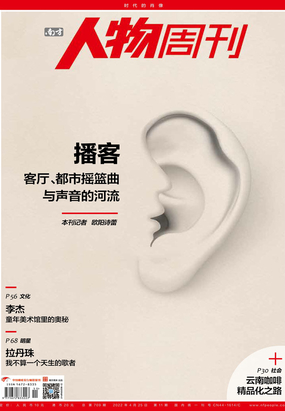 时代的肖像
南方
人物周刊
播客
客厅、都市摇篮曲
与声音的河流
本刊记者 欧阳诗蕾
P56 文化
李杰
童年美术馆里的奥秘
P68 明星
拉丹珠
我不算一个天生的歌者
P30 社会
云南咖啡
精品化之路